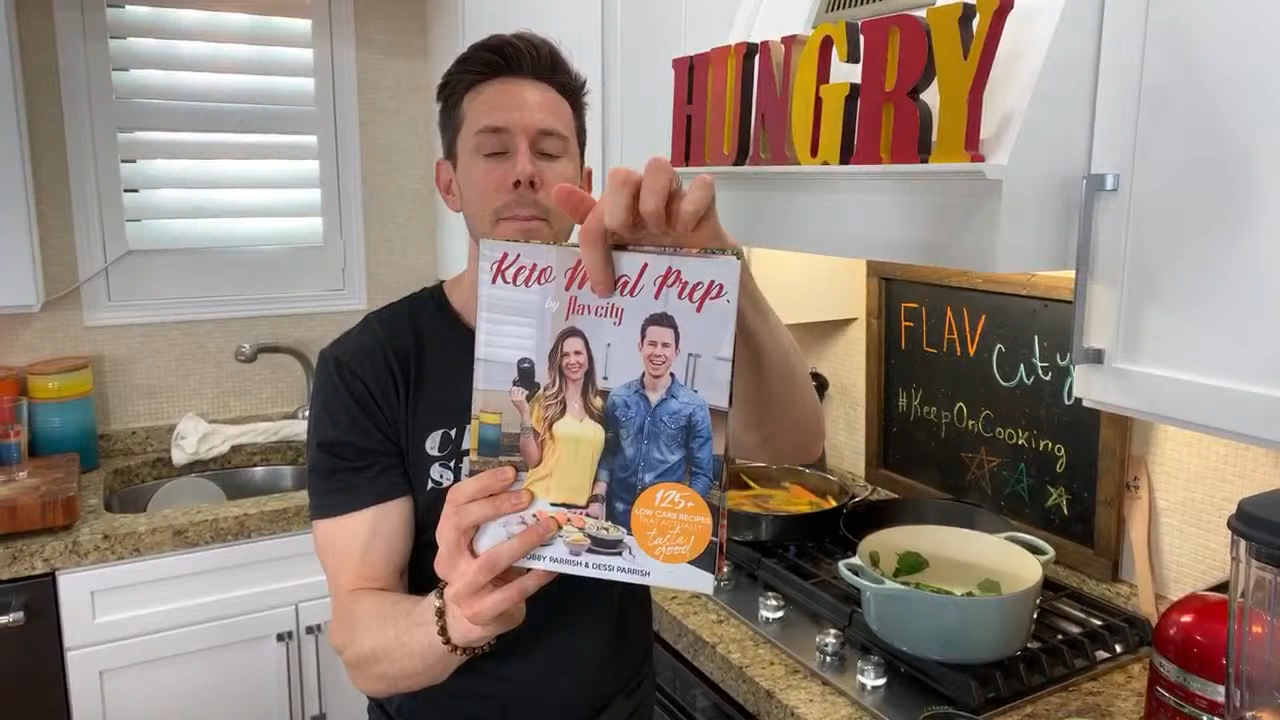 HUNGRY
Keto Meal Prep
by flavcity
125+
LOW CARB RECIPES
THAT ACTUALLY
taste
good!
BOBBY PARRISH & DESSI PARRISH
FLAV
City
#KeepOnCooking